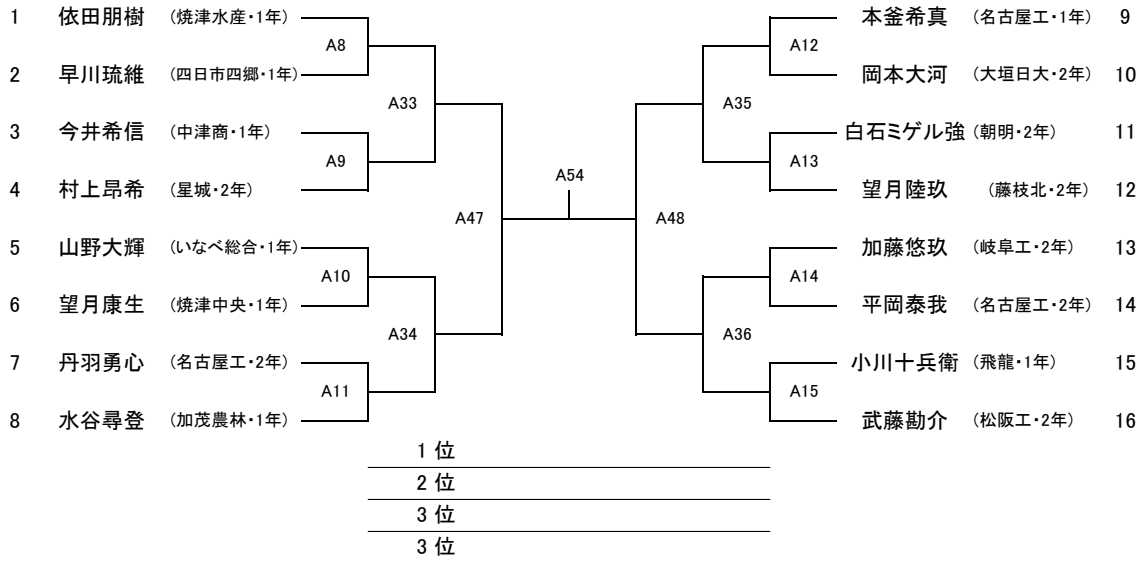 1 依田朋樹 (焼津水産・1年) 本釜希真 (名古屋工・1年) 9
A8 A12
2 早川琉維 (四日市四郷・1年) 岡本大河 (大垣日大・2年) 10
A33 A35
3 今井希信 (中津商・1年) 白石ミゲル強 (朝明・2年) 11
A9 A13
4 村上昂希 (星城・2年) 望月陸玖 (藤枝北・2年) 12
A54
A47 A48
5 山野大輝 (いなべ総合・1年) 加藤悠玖 (岐阜工・2年) 13
A10 A14
6 望月康生 (焼津中央・1年) 平岡泰我 (名古屋工・2年) 14
A34 A36
7 丹羽勇心 (名古屋工・2年) 小川十兵衛 (飛龍・1年) 15
A11 A15
8 水谷尋登 (加茂農林・1年) 武藤勘介 (松阪工・2年) 16
1 位
2 位
3 位
3 位